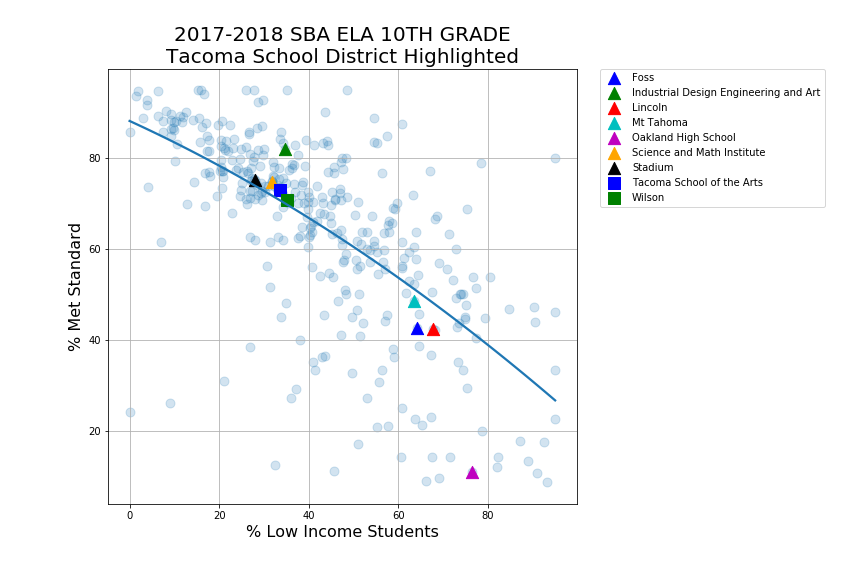 2017-2018 SBA ELA 10TH GRADE
Tacoma School District Highlighted
Foss
Industrial Design Engineering and Art
Lincoln
Mt Tahoma
Oakland High School
Science and Math Institute
Stadium
Tacoma School of the Arts
Wilson
% Met Standard
80
60
40
20
0 20 40 60 80
% Low Income Students